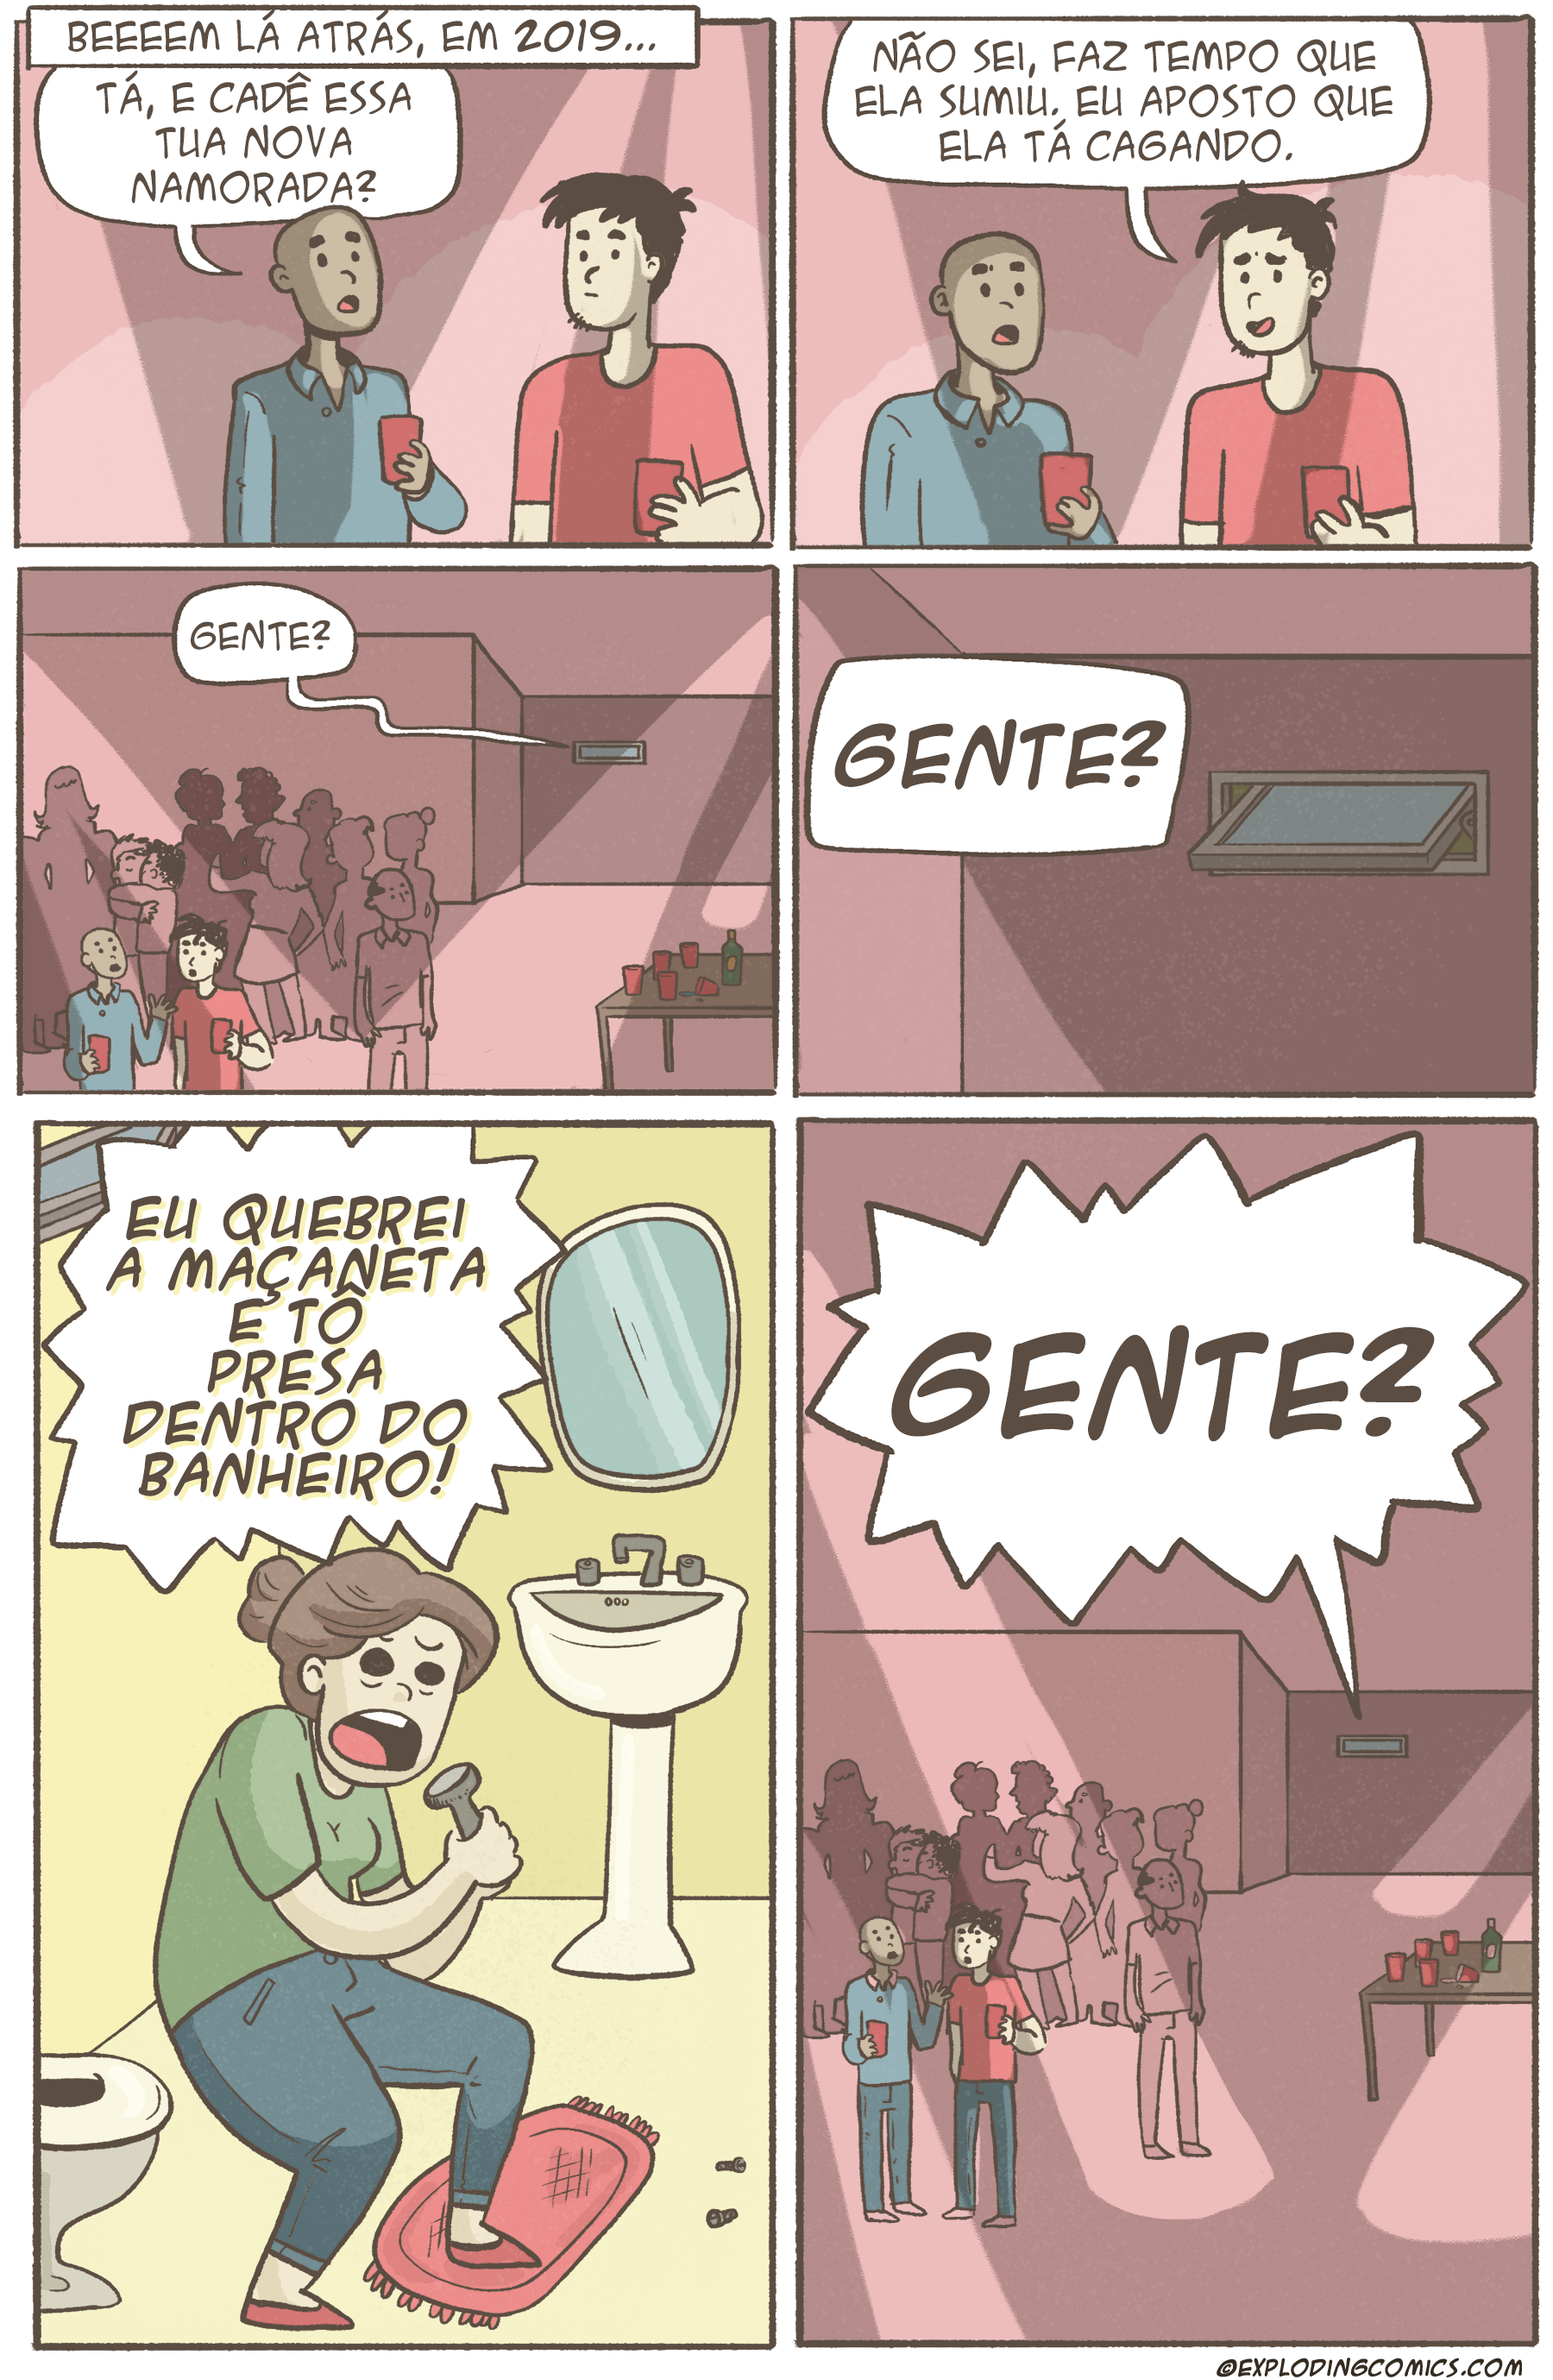 BEEEEM LÁ ATRÁS, EM 2019...
TÁ, E CADÊ ESSA
TUA NOVA
NAMORADA?
NÃO SEI, FAZ TEMPO QUE
ELA SUMIU. EU APOSTO QUE
ELA TÁ CAGANDO.
GENTE?
GENTE?
EU QUEBREI
A MAÇANETA
E TÔ
PRESA
DENTRO DO
BANHEIRO!
GENTE?
©EXPLODINGCOMICS.COM